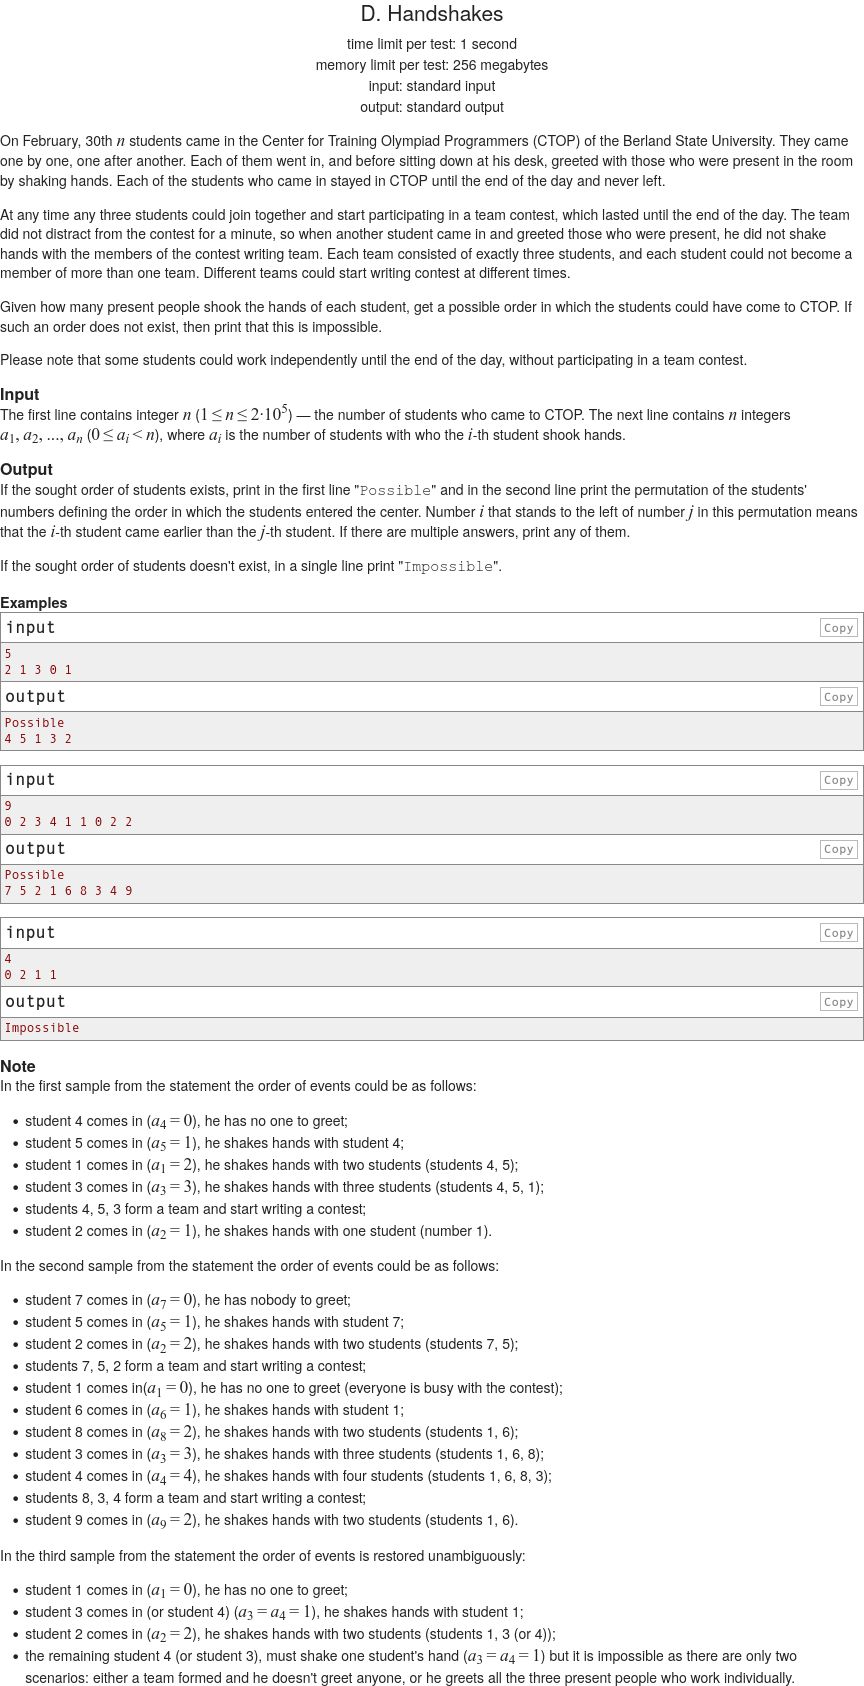 D. Handshakes
time limit per test: 1 second
memory limit per test: 256 megabytes
input: standard input
output: standard output
On February, 30th n students came in the Center for Training Olympiad Programmers (CTOP) of the Berland State University. They came
one by one, one after another. Each of them went in, and before sitting down at his desk, greeted with those who were present in the room
by shaking hands. Each of the students who came in stayed in CTOP until the end of the day and never left.
At any time any three students could join together and start participating in a team contest, which lasted until the end of the day. The team
did not distract from the contest for a minute, so when another student came in and greeted those who were present, he did not shake
hands with the members of the contest writing team. Each team consisted of exactly three students, and each student could not become a
member of more than one team. Different teams could start writing contest at different times.
Given how many present people shook the hands of each student, get a possible order in which the students could have come to CTOP. If
such an order does not exist, then print that this is impossible.
Please note that some students could work independently until the end of the day, without participating in a team contest.
Input
The first line contains integer n (1 ≤ n ≤ 2·10⁵) — the number of students who came to CTOP. The next line contains n integers
a₁, a₂, ..., aₙ (0 ≤ aᵢ < n), where aᵢ is the number of students with who the i-th student shook hands.
Output
If the sought order of students exists, print in the first line "Possible" and in the second line print the permutation of the students'
numbers defining the order in which the students entered the center. Number i that stands to the left of number j in this permutation means
that the i-th student came earlier than the j-th student. If there are multiple answers, print any of them.
If the sought order of students doesn't exist, in a single line print "Impossible".
Examples
input Copy
5
2 1 3 0 1
output Copy
Possible
4 5 1 3 2
input Copy
9
0 2 3 4 1 1 0 2 2
output Copy
Possible
7 5 2 1 6 8 3 4 9
input Copy
4
0 2 1 1
output Copy
Impossible
Note
In the first sample from the statement the order of events could be as follows:
• student 4 comes in (a₄ = 0), he has no one to greet;
• student 5 comes in (a₅ = 1), he shakes hands with student 4;
• student 1 comes in (a₁ = 2), he shakes hands with two students (students 4, 5);
• student 3 comes in (a₃ = 3), he shakes hands with three students (students 4, 5, 1);
• students 4, 5, 3 form a team and start writing a contest;
• student 2 comes in (a₂ = 1), he shakes hands with one student (number 1).
In the second sample from the statement the order of events could be as follows:
• student 7 comes in (a₇ = 0), he has nobody to greet;
• student 5 comes in (a₅ = 1), he shakes hands with student 7;
• student 2 comes in (a₂ = 2), he shakes hands with two students (students 7, 5);
• students 7, 5, 2 form a team and start writing a contest;
• student 1 comes in(a₁ = 0), he has no one to greet (everyone is busy with the contest);
• student 6 comes in (a₆ = 1), he shakes hands with student 1;
• student 8 comes in (a₈ = 2), he shakes hands with two students (students 1, 6);
• student 3 comes in (a₃ = 3), he shakes hands with three students (students 1, 6, 8);
• student 4 comes in (a₄ = 4), he shakes hands with four students (students 1, 6, 8, 3);
• students 8, 3, 4 form a team and start writing a contest;
• student 9 comes in (a₉ = 2), he shakes hands with two students (students 1, 6).
In the third sample from the statement the order of events is restored unambiguously:
• student 1 comes in (a₁ = 0), he has no one to greet;
• student 3 comes in (or student 4) (a₃ = a₄ = 1), he shakes hands with student 1;
• student 2 comes in (a₂ = 2), he shakes hands with two students (students 1, 3 (or 4));
• the remaining student 4 (or student 3), must shake one student's hand (a₃ = a₄ = 1) but it is impossible as there are only two
scenarios: either a team formed and he doesn't greet anyone, or he greets all the three present people who work individually.